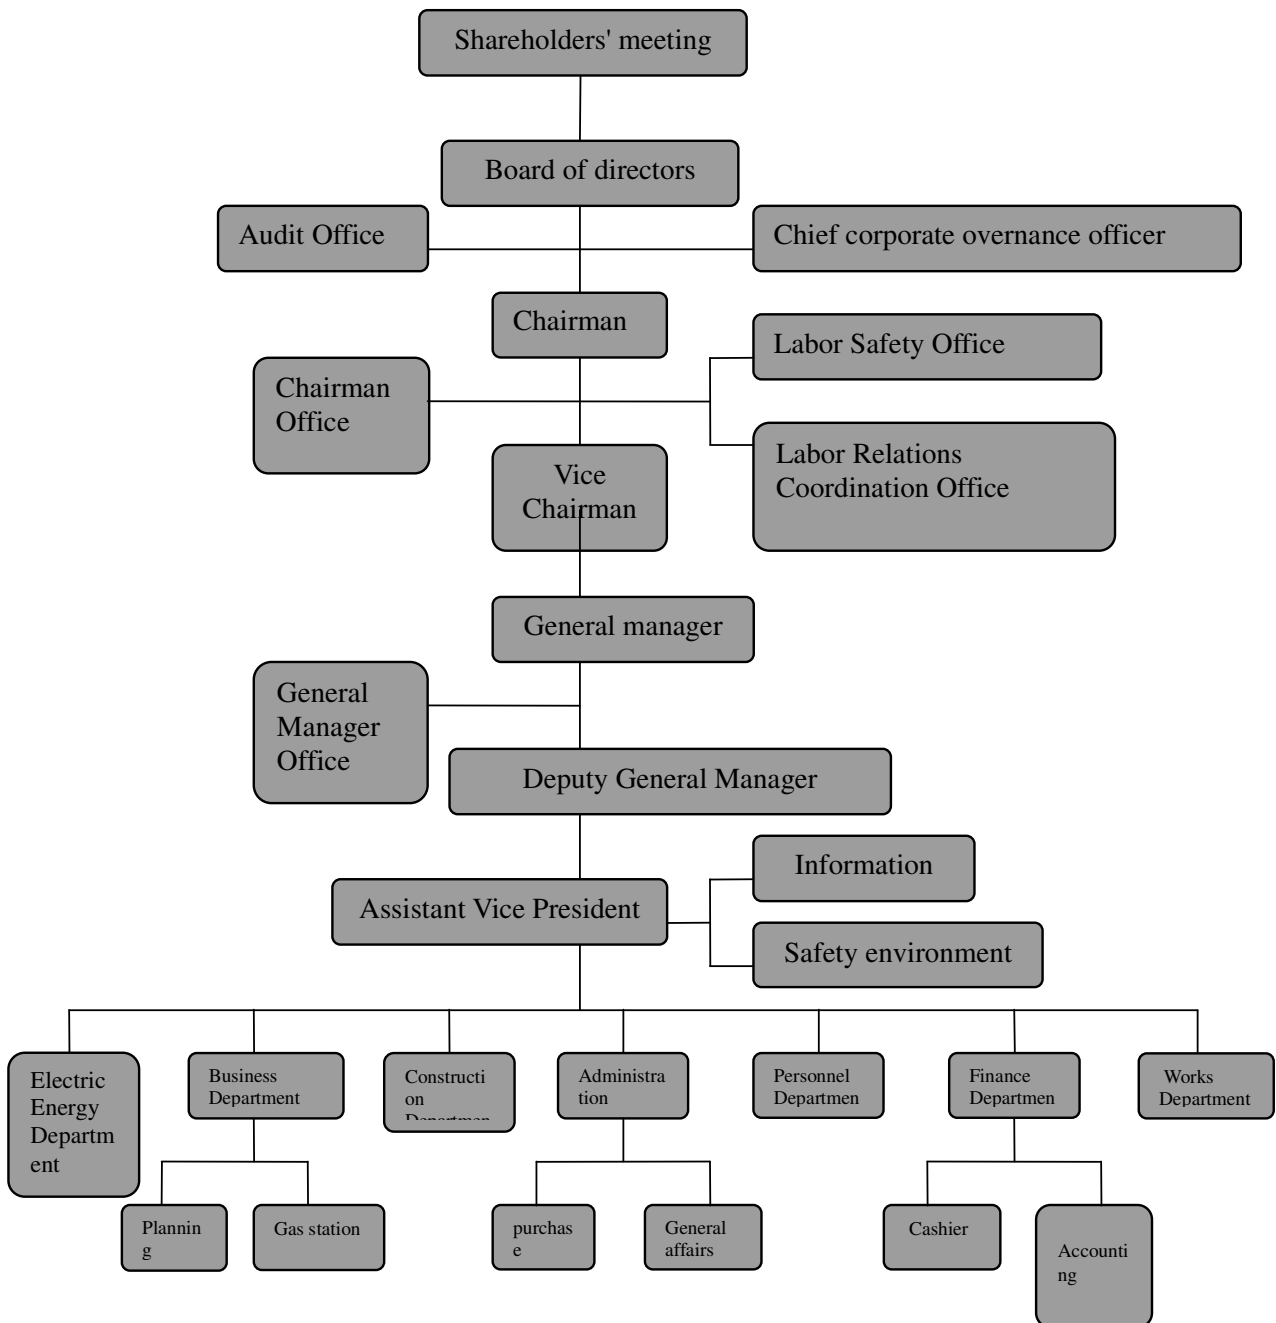 Shareholders' meeting
Board of directors
Audit Office
Chief corporate overnance officer
Chairman
Labor Safety Office
Chairman
Office
Labor Relations
Coordination Office
Vice
Chairman
General manager
General
Manager
Office
Deputy General Manager
Information
Assistant Vice President
Safety environment
Electric
Energy
Departm
ent
Business
Department
Constructi
on
Departmen
Administra
tion
Personnel
Departmen
Finance
Departmen
Works
Department
Plannin
g
Gas station
purchas
e
General
affairs
Cashier
Accounti
ng